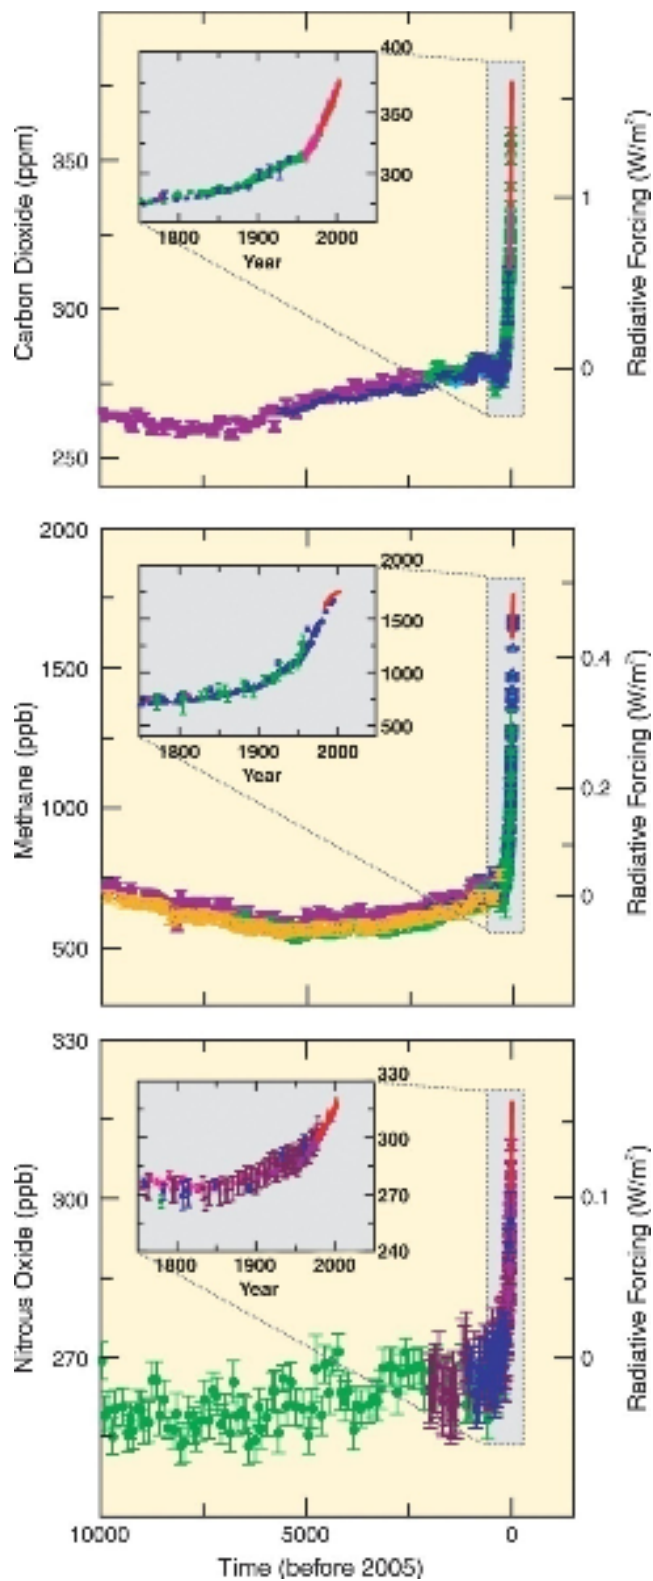 400
350
300
1800 1900 2000
Year
Carbon Dioxide (ppm)
350
300
250
1
0
Radiative Forcing (W/m²)
2000
1500
1000
500
1800 1900 2000
Year
Methane (ppb)
2000
1500
1000
500
0.4
0.2
0
Radiative Forcing (W/m²)
330
300
270
240
1800 1900 2000
Year
Nitrous Oxide (ppb)
330
300
270
0.1
0
Radiative Forcing (W/m²)
10000 5000 0
Time (before 2005)